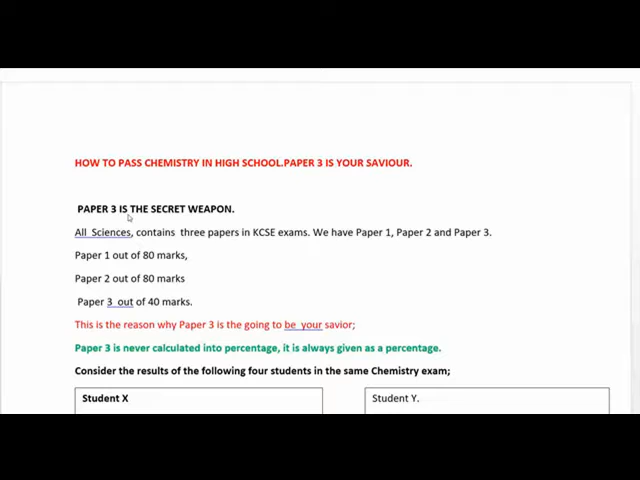 HOW TO PASS CHEMISTRY IN HIGH SCHOOL.PAPER 3 IS YOUR SAVIOUR.
PAPER 3 IS THE SECRET WEAPON.
All Sciences, contains three papers in KCSE exams. We have Paper 1, Paper 2 and Paper 3.
Paper 1 out of 80 marks,
Paper 2 out of 80 marks
Paper 3 out of 40 marks.
This is the reason why Paper 3 is the going to be your savior;
Paper 3 is never calculated into percentage, it is always given as a percentage.
Consider the results of the following four students in the same Chemistry exam;
Student X
Student Y.